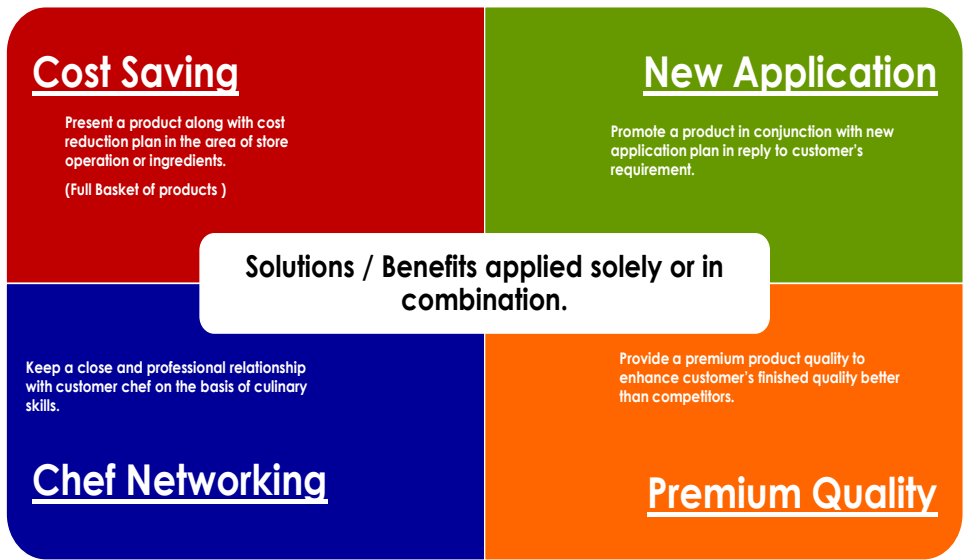 Cost Saving
Present a product along with cost
reduction plan in the area of store
operation or ingredients.
(Full Basket of products )
New Application
Promote a product in conjunction with new
application plan in reply to customer's
requirement.
Solutions / Benefits applied solely or in
combination.
Keep a close and professional relationship
with customer chef on the basis of culinary
skills.
Chef Networking
Provide a premium product quality to
enhance customer's finished quality better
than competitors.
Premium Quality